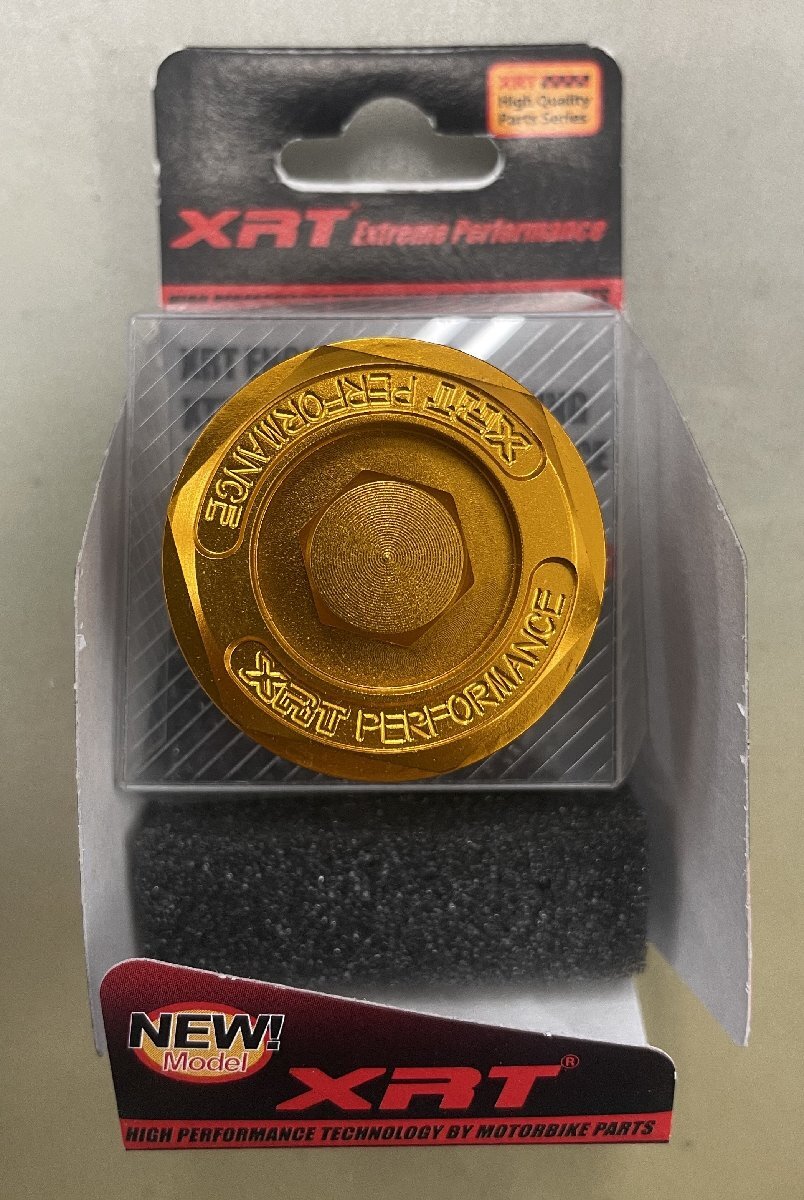 XRT
High Quality
Parts Series
XRT Extreme Performance
XRT PERFORMANCE
XRT PERFORMANCE
NEW!
Model
XRT®
HIGH PERFORMANCE TECHNOLOGY BY MOTORBIKE PARTS